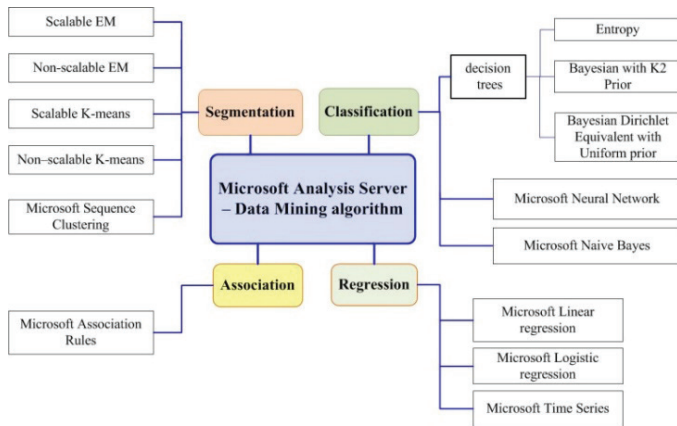 Scalable EM
Non-scalable EM
Scalable K-means
Non–scalable K-means
Microsoft Sequence
Clustering
Segmentation
Classification
decision
trees
Entropy
Bayesian with K2
Prior
Bayesian Dirichlet
Equivalent with
Uniform prior
Microsoft Neural Network
Microsoft Naive Bayes
Microsoft Analysis Server
– Data Mining algorithm
Association
Regression
Microsoft Association
Rules
Microsoft Linear
regression
Microsoft Logistic
regression
Microsoft Time Series